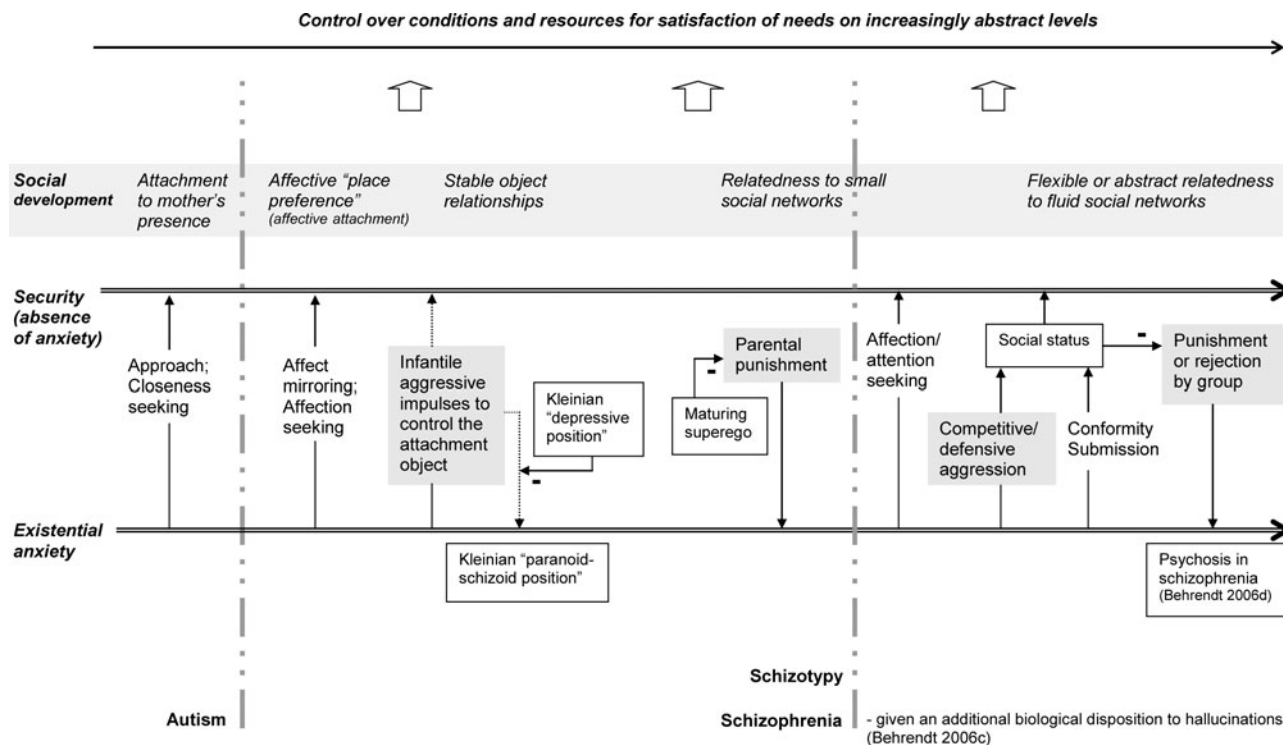 Control over conditions and resources for satisfaction of needs on increasingly abstract levels
Social
development
Attachment
to mother's
presence
Affective "place
preference"
(affective attachment)
Stable object
relationships
Relatedness to small
social networks
Flexible or abstract relatedness
to fluid social networks
Security
(absence
of anxiety)
Approach;
Closeness
seeking
Affect
mirroring;
Affection
seeking
Infantile
aggressive
impulses to
control the
attachment
object
Kleinian
"depressive
position"
-
Maturing
superego
-
Parental
punishment
Affection/
attention
seeking
Social status
-
Punishment
or rejection
by group
Competitive/
defensive
aggression
Conformity
Submission
Existential
anxiety
Kleinian "paranoid-
schizoid position"
Psychosis in
schizophrenia
(Behrendt 2006d)
Schizotypy
Autism
Schizophrenia
- given an additional biological disposition to hallucinations
(Behrendt 2006c)